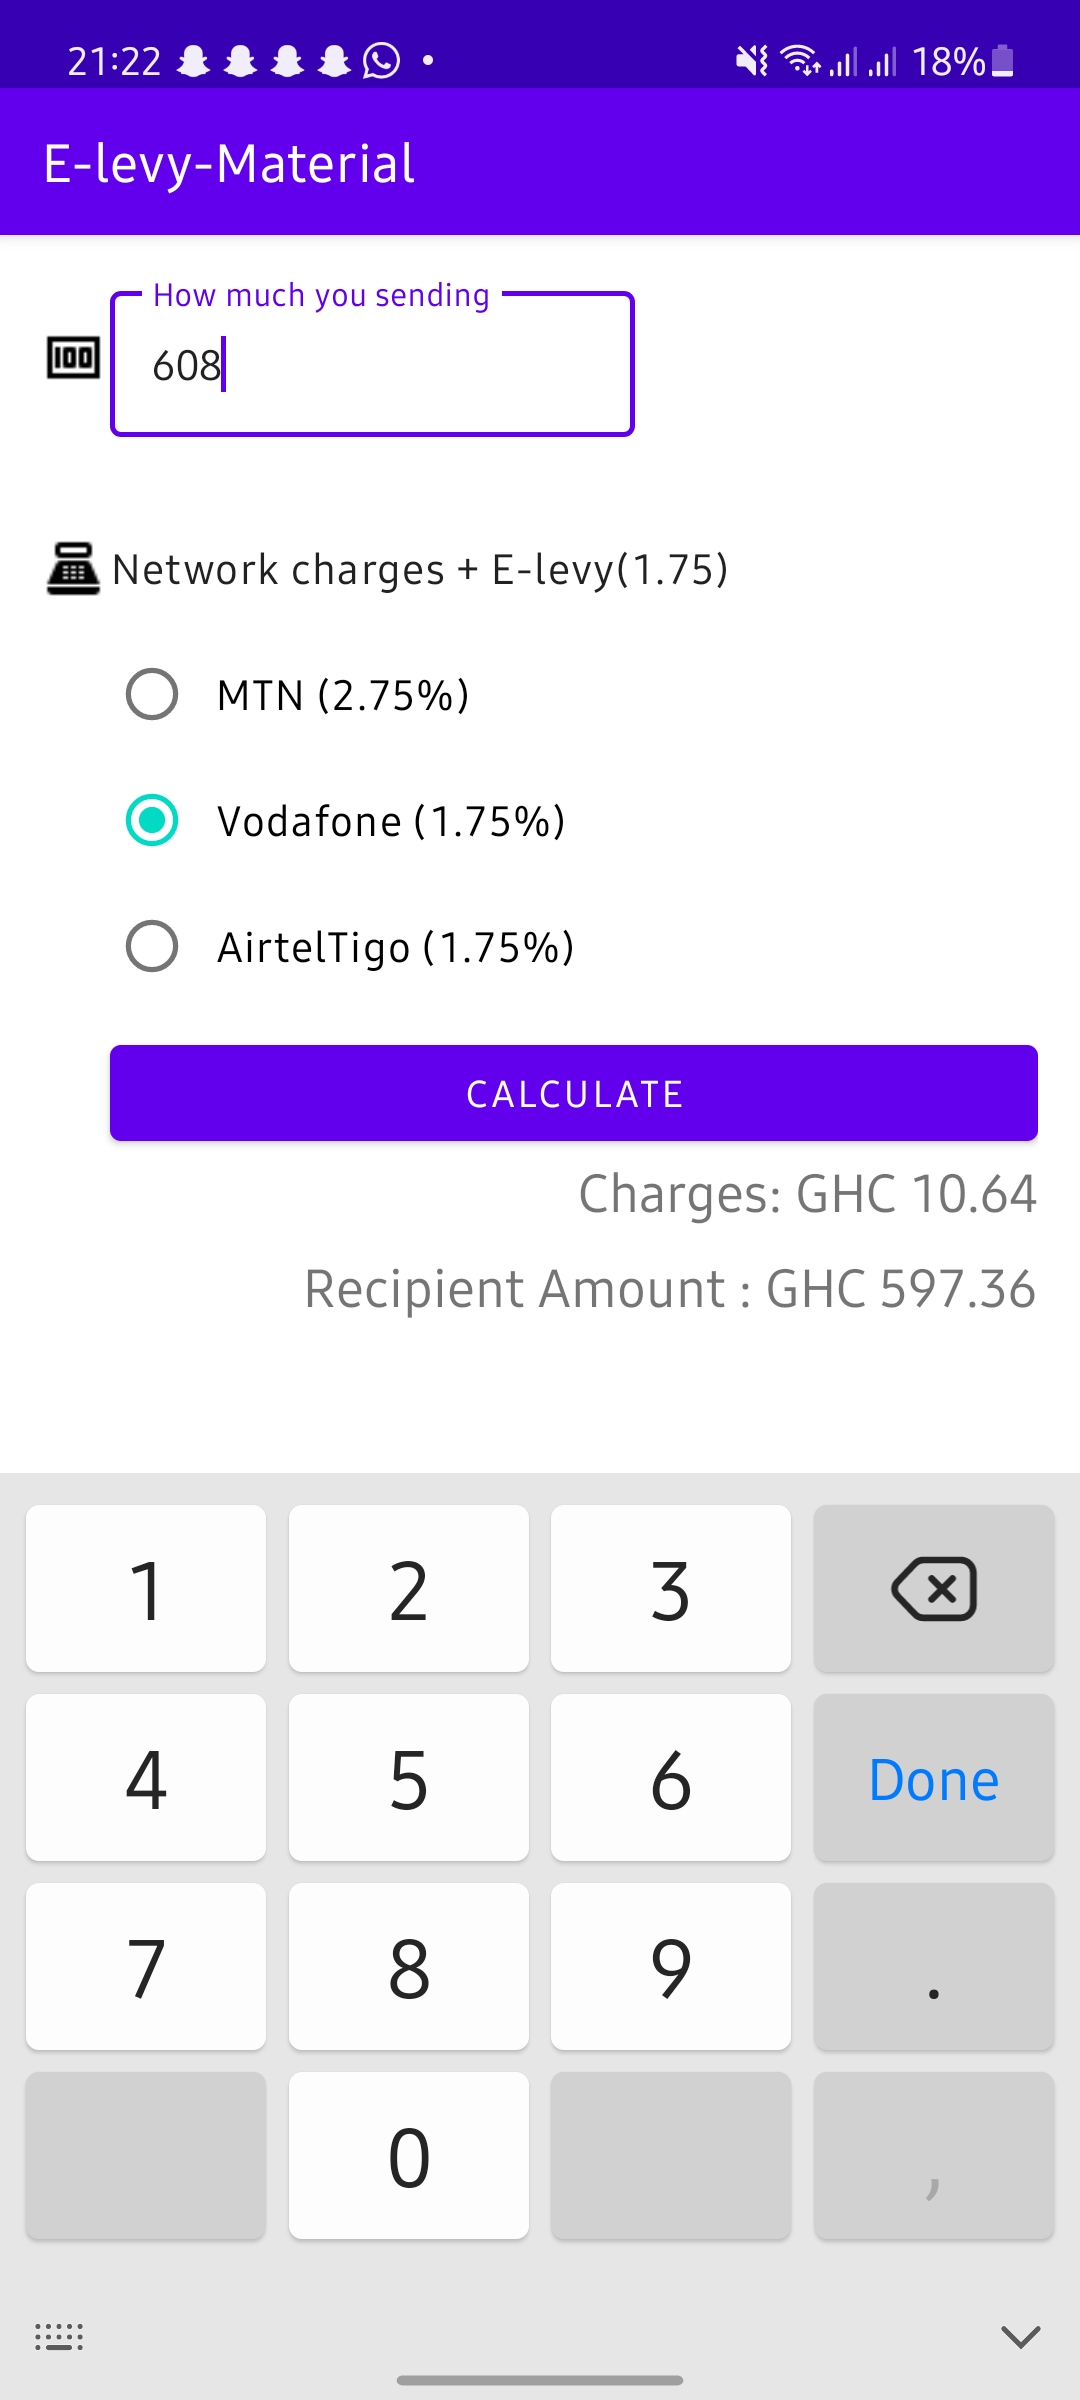 21:22 18%
E-levy-Material
How much you sending
100
608
Network charges + E-levy(1.75)
MTN (2.75%)
Vodafone (1.75%)
AirtelTigo (1.75%)
CALCULATE
Charges: GHC 10.64
Recipient Amount : GHC 597.36
1 2 3
4 5 6 Done
7 8 9 .
0 ,